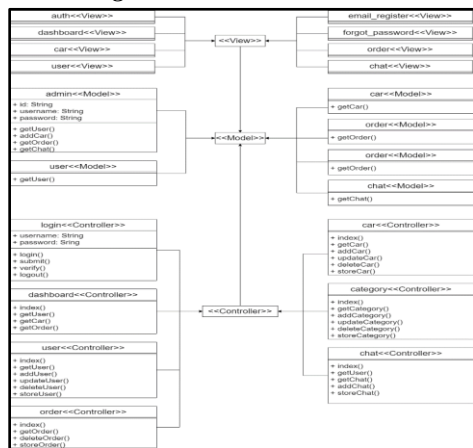 auth<<View>>
dashboard<<View>>
car<<View>>
user<<View>>
<<View>>
email_register<<View>>
forgot_password<<View>>
order<<View>>
chat<<View>>
admin<<Model>>
+ id: String
+ username: String
+ password: String
+ getUser()
+ addCar()
+ getOrder()
+ getChat()
user<<Model>>
+ getUser()
<<Model>>
car<<Model>>
+ getCar()
order<<Model>>
+ getOrder()
order<<Model>>
+ getOrder()
chat<<Model>>
+ getChat()
login<<Controller>>
+ username: String
+ password: Sring
+ login()
+ submit()
+ verify()
+ logout()
dashboard<<Controller>>
+ index()
+ getUser()
+ getCar()
+ getOrder()
user<<Controller>>
+ index()
+ getUser()
+ addUser()
+ updateUser()
+ deleteUser()
+ storeUser()
order<<Controller>>
+ index()
+ getOrder()
+ deleteOrder()
+ storeOrder()
<<Controller>>
car<<Controller>>
+ index()
+ getCar()
+ addCar()
+ updateCar()
+ deleteCar()
+ storeCar()
category<<Controller>>
+ index()
+ getCategory()
+ addCategory()
+ updateCategory()
+ deleteCategory()
+ storeCategory()
chat<<Controller>>
+ index()
+ getUser()
+ getChat()
+ addChat()
+ storeChat()